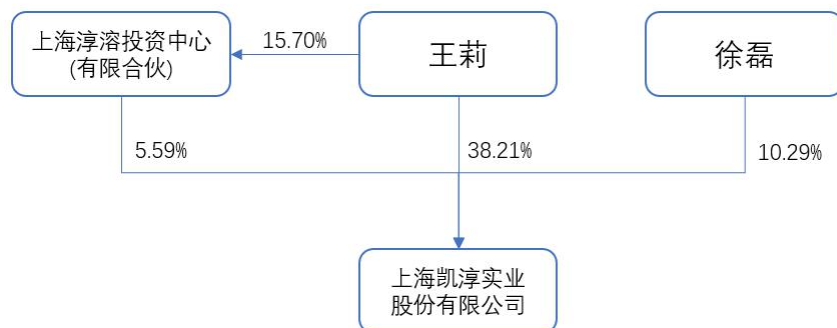 上海淳溶投资中心
(有限合伙)
15.70%
王莉
徐磊
5.59%
38.21%
10.29%
上海凯淳实业
股份有限公司